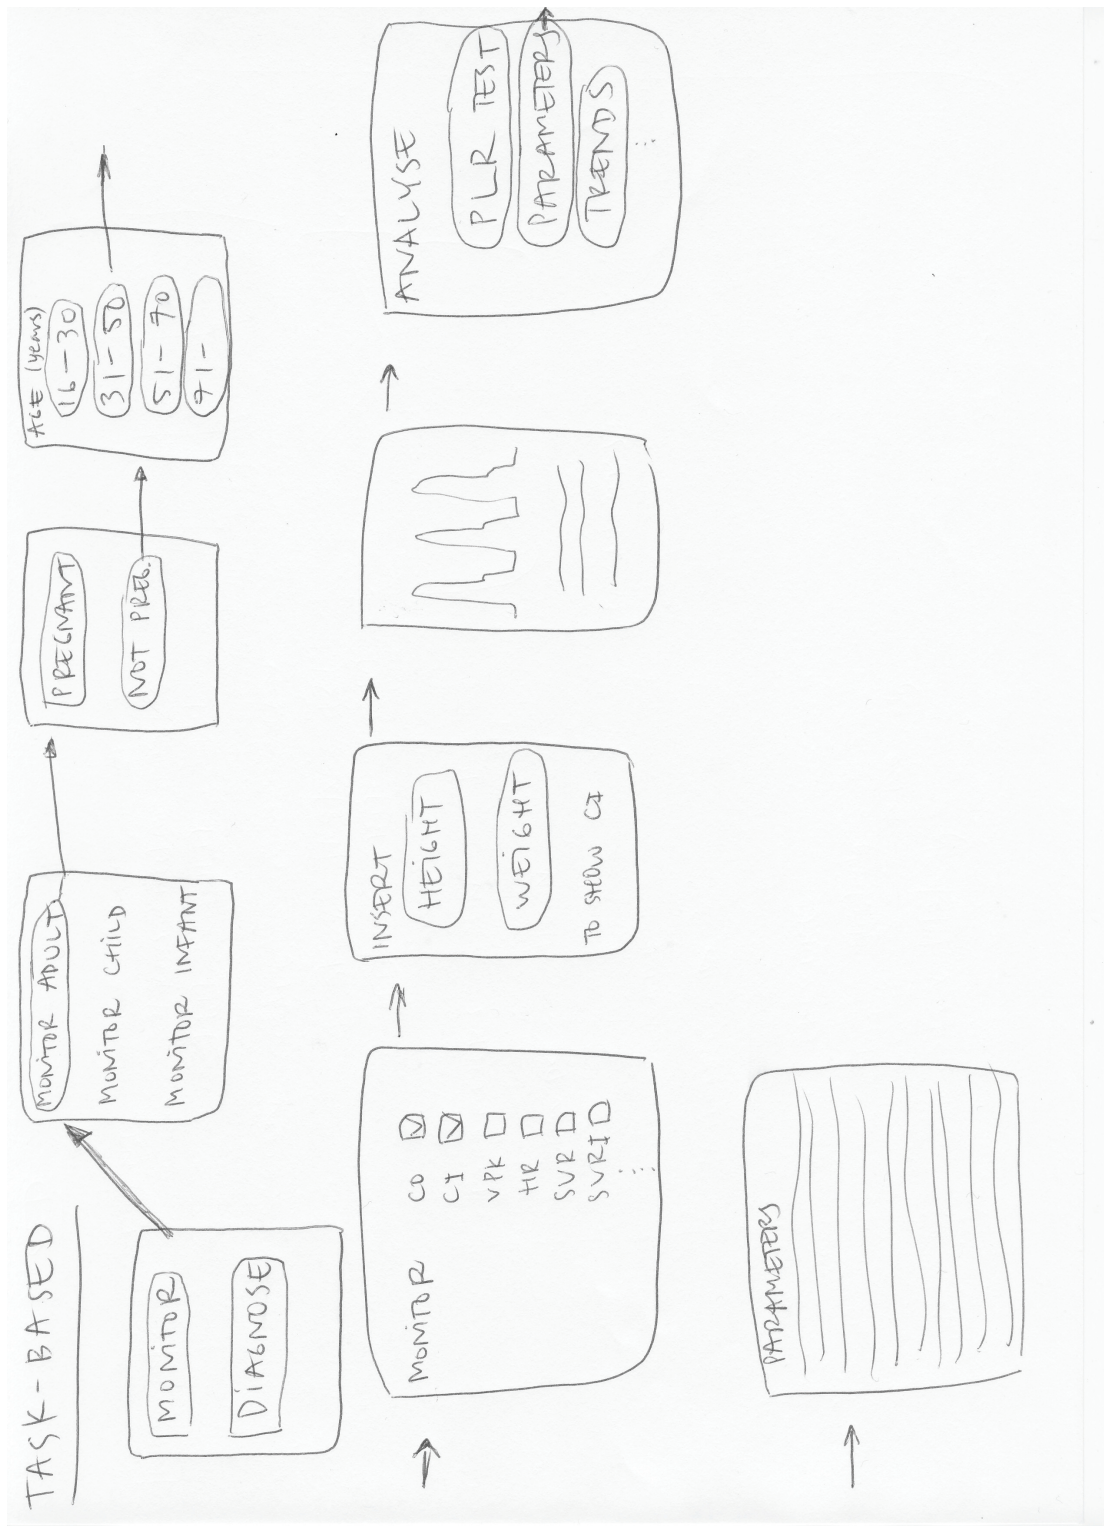 TASK-BASED
MONITOR
DIAGNOSE
MONITOR ADULT
MONITOR CHILD
MONITOR INFANT
PREGNANT
NOT PREG.
AGE (years)
16-30
31-50
51-70
71-
MONITOR
CO
CI
VPK
HR
SVR
SVRI
INSERT
HEIGHT
WEIGHT
TO SHOW CI
ANALYSE
PLR TEST
PARAMETERS
TRENDS
PARAMETERS